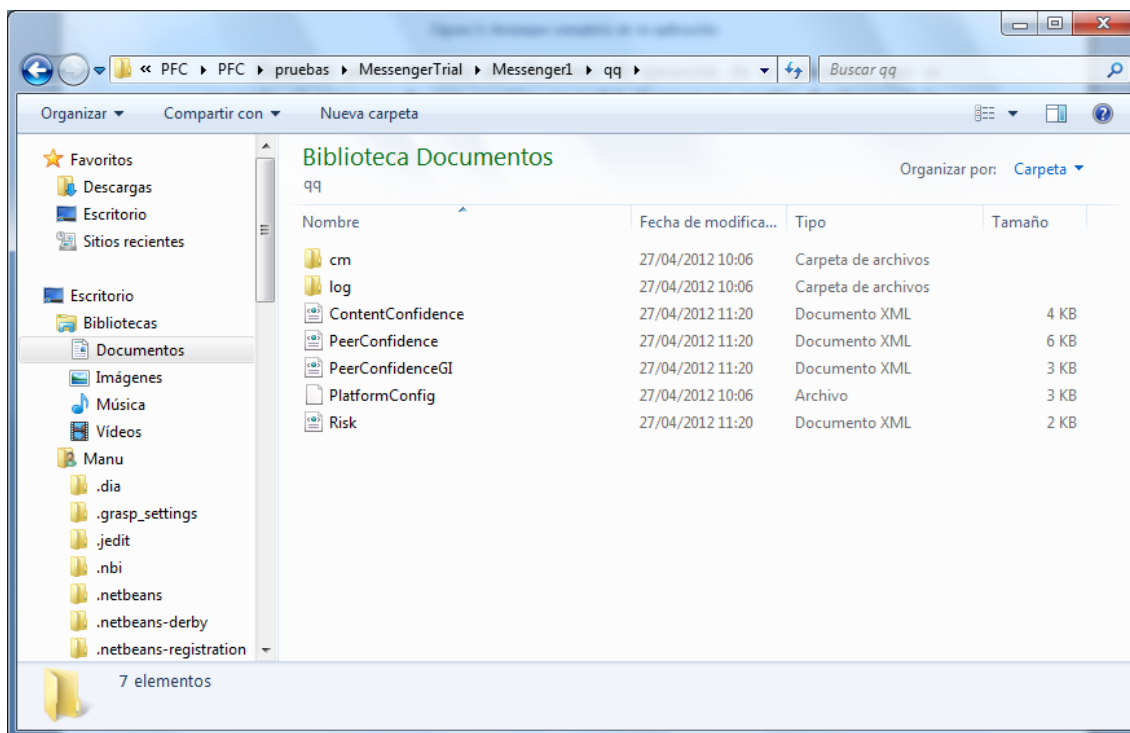 « PFC ▸ PFC ▸ pruebas ▸ MessengerTrial ▸ Messenger1 ▸ qq ▸ Buscar qq
Organizar Compartir con Nueva carpeta
Favoritos
Descargas
Escritorio
Sitios recientes
Escritorio
Bibliotecas
Documentos
Imágenes
Música
Vídeos
Manu
.dia
.grasp_settings
.jedit
.nbi
.netbeans
.netbeans-derby
.netbeans-registration
Biblioteca Documentos
qq
Organizar por: Carpeta
Nombre Fecha de modifica... Tipo Tamaño
cm 27/04/2012 10:06 Carpeta de archivos
log 27/04/2012 10:06 Carpeta de archivos
ContentConfidence 27/04/2012 11:20 Documento XML 4 KB
PeerConfidence 27/04/2012 11:20 Documento XML 6 KB
PeerConfidenceGI 27/04/2012 11:20 Documento XML 3 KB
PlatformConfig 27/04/2012 10:06 Archivo 3 KB
Risk 27/04/2012 11:20 Documento XML 2 KB
7 elementos